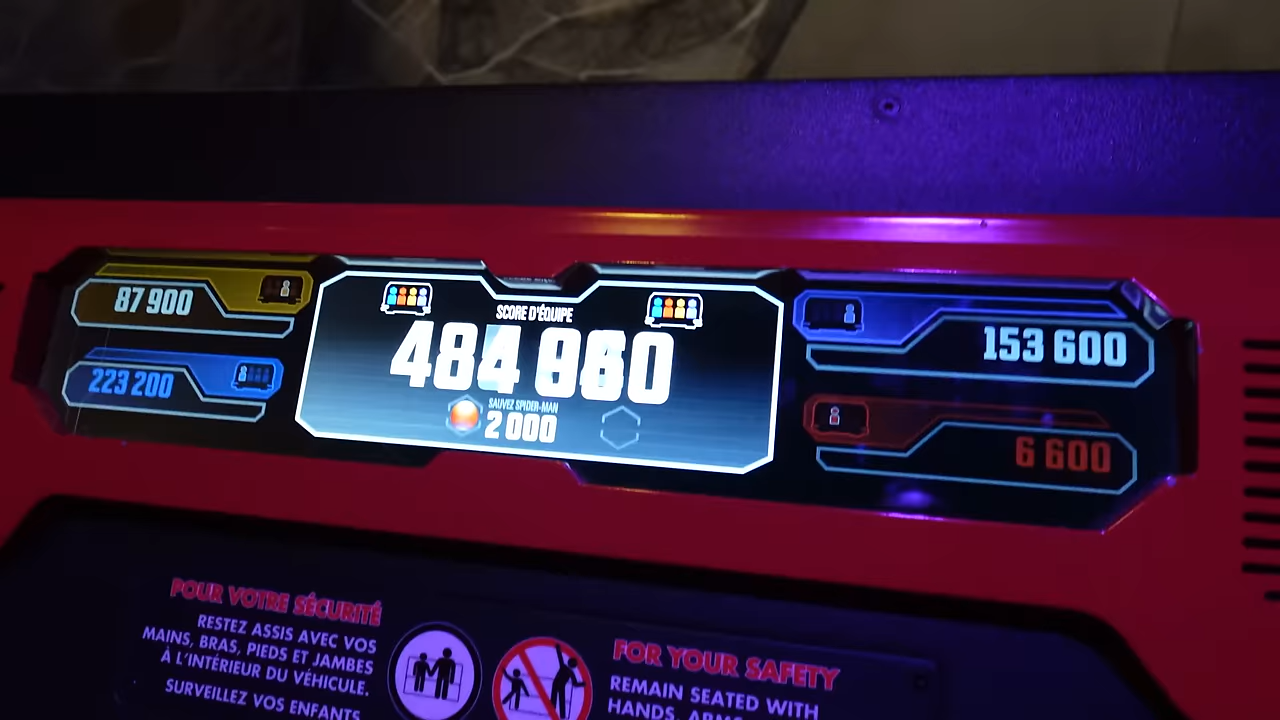 87 900
223 200
SCORE D'ÉQUIPE
SAUVEZ SPIDER-MAN
2 000
153 600
6 600
POUR VOTRE SÉCURITÉ
RESTEZ ASSIS AVEC VOS
MAINS, BRAS, PIEDS ET JAMBES
À L'INTÉRIEUR DU VÉHICULE.
SURVEILLEZ VOS ENFANTS
FOR YOUR SAFETY
REMAIN SEATED WITH
HANDS, ARMS